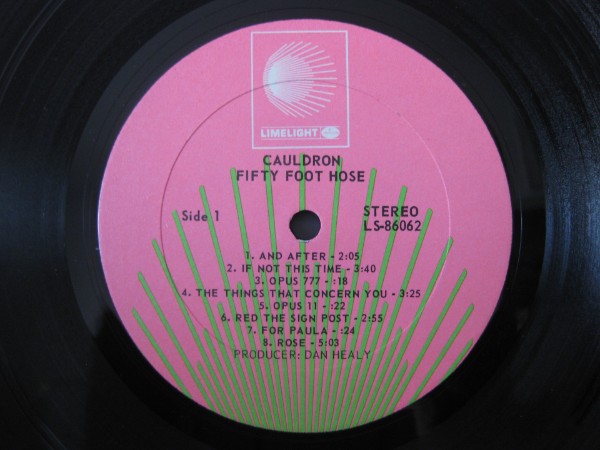 LIMELIGHT
CAULDRON
FIFTY FOOT HOSE
Side 1
STEREO
LS-86062
1. AND AFTER - 2:05
2. IF NOT THIS TIME - 3:40
3. OPUS 777 - :18
4. THE THINGS THAT CONCERN YOU - 3:25
5. OPUS 11 - :22
6. RED THE SIGN POST - 2:55
7. FOR PAULA - :24
8. ROSE - 5:03
PRODUCER: DAN HEALY